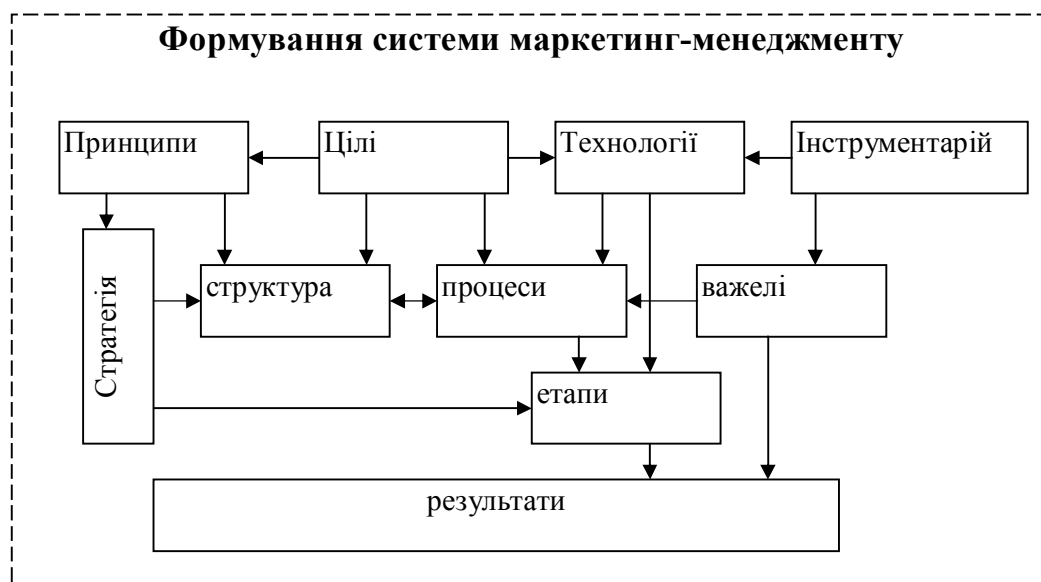 Формування системи маркетинг-менеджменту
Принципи
Цілі
Технології
Інструментарій
Стратегія
структура
процеси
важелі
етапи
результати